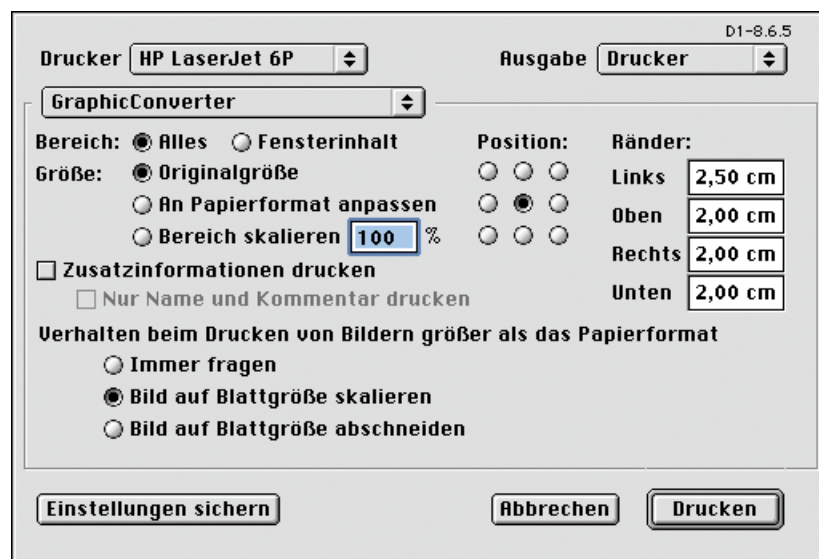 D1-8.6.5
Drucker HP LaserJet 6P Ausgabe Drucker
GraphicConverter
Bereich: Alles Fensterinhalt Position: Ränder:
Größe: Originalgröße Links 2,50 cm
An Papierformat anpassen Oben 2,00 cm
Bereich skalieren 100 % Rechts 2,00 cm
Zusatzinformationen drucken
Nur Name und Kommentar drucken Unten 2,00 cm
Verhalten beim Drucken von Bildern größer als das Papierformat
Immer fragen
Bild auf Blattgröße skalieren
Bild auf Blattgröße abschneiden
Einstellungen sichern Abbrechen Drucken